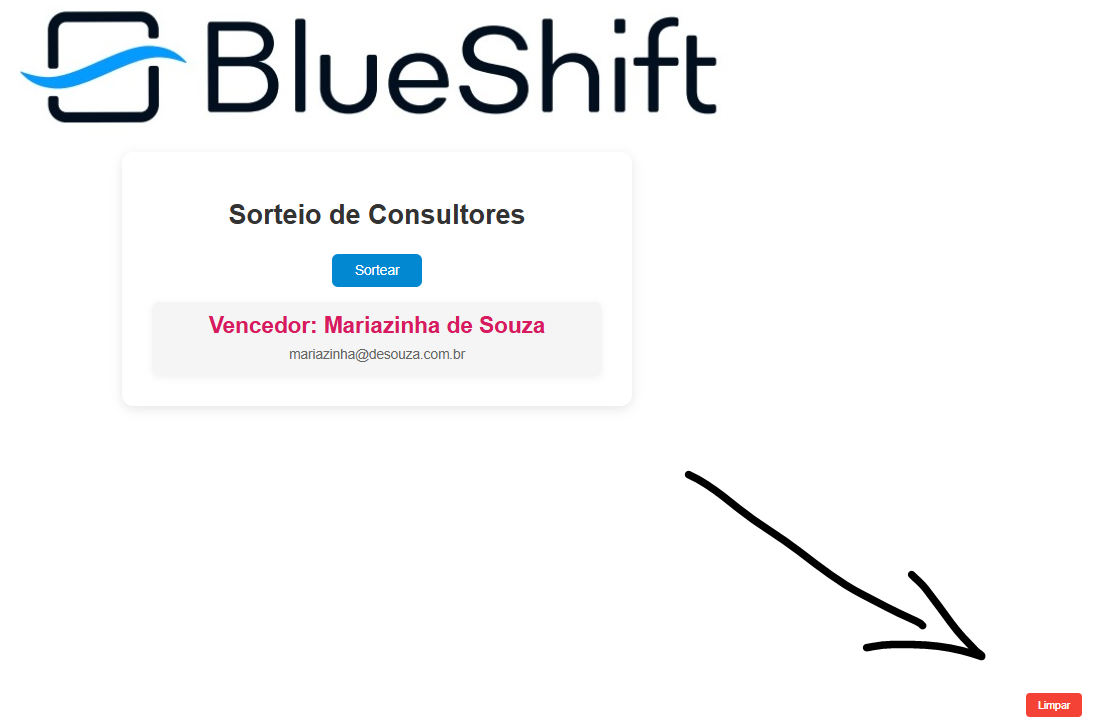 BlueShift
Sorteio de Consultores
Sortear
Vencedor: Mariazinha de Souza
mariazinha@desouza.com.br
Limpar